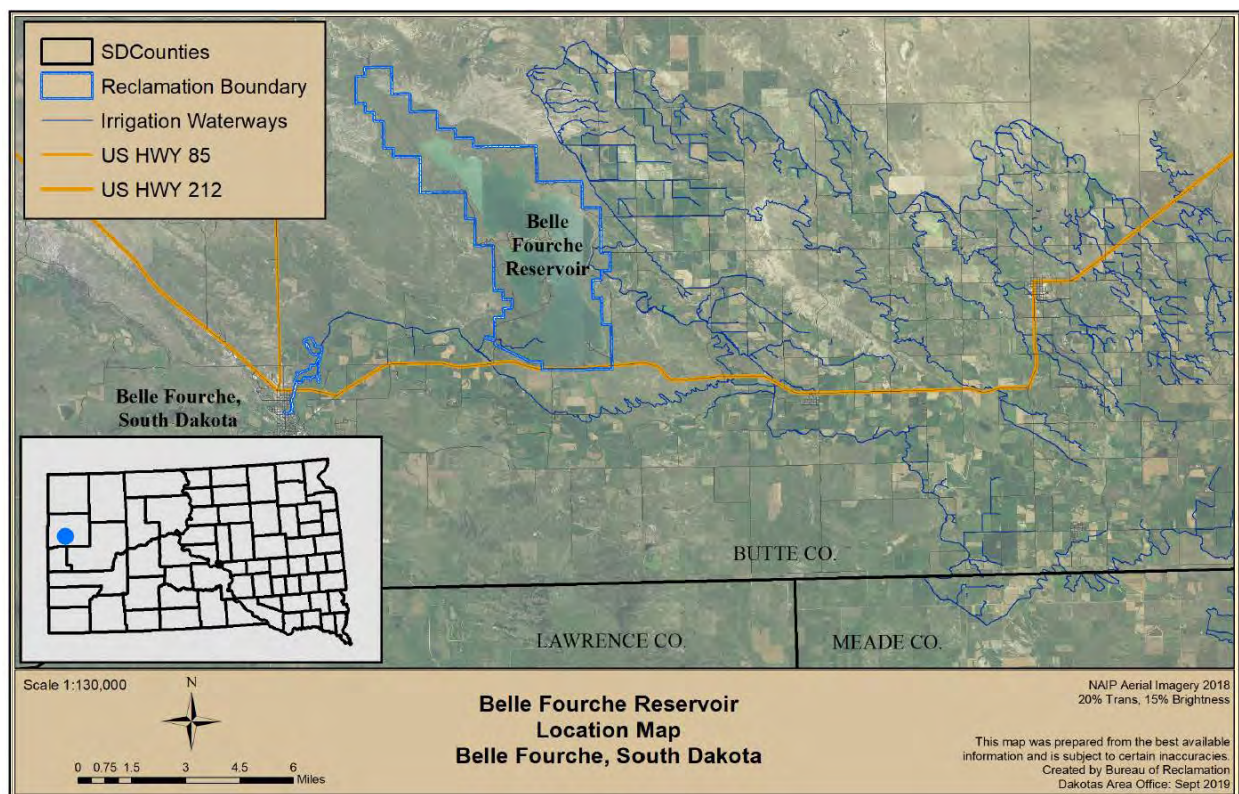 SDCounties
Reclamation Boundary
Irrigation Waterways
US HWY 85
US HWY 212
Belle
Fourche
Reservoir
Belle Fourche,
South Dakota
BUTTE CO.
LAWRENCE CO.
MEADE CO.
Scale 1:130,000
N
0 0.75 1.5 3 4.5 6
Miles
Belle Fourche Reservoir
Location Map
Belle Fourche, South Dakota
NAIP Aerial Imagery 2018
20% Trans, 15% Brightness
This map was prepared from the best available
information and is subject to certain inaccuracies.
Created by Bureau of Reclamation
Dakotas Area Office: Sept 2019